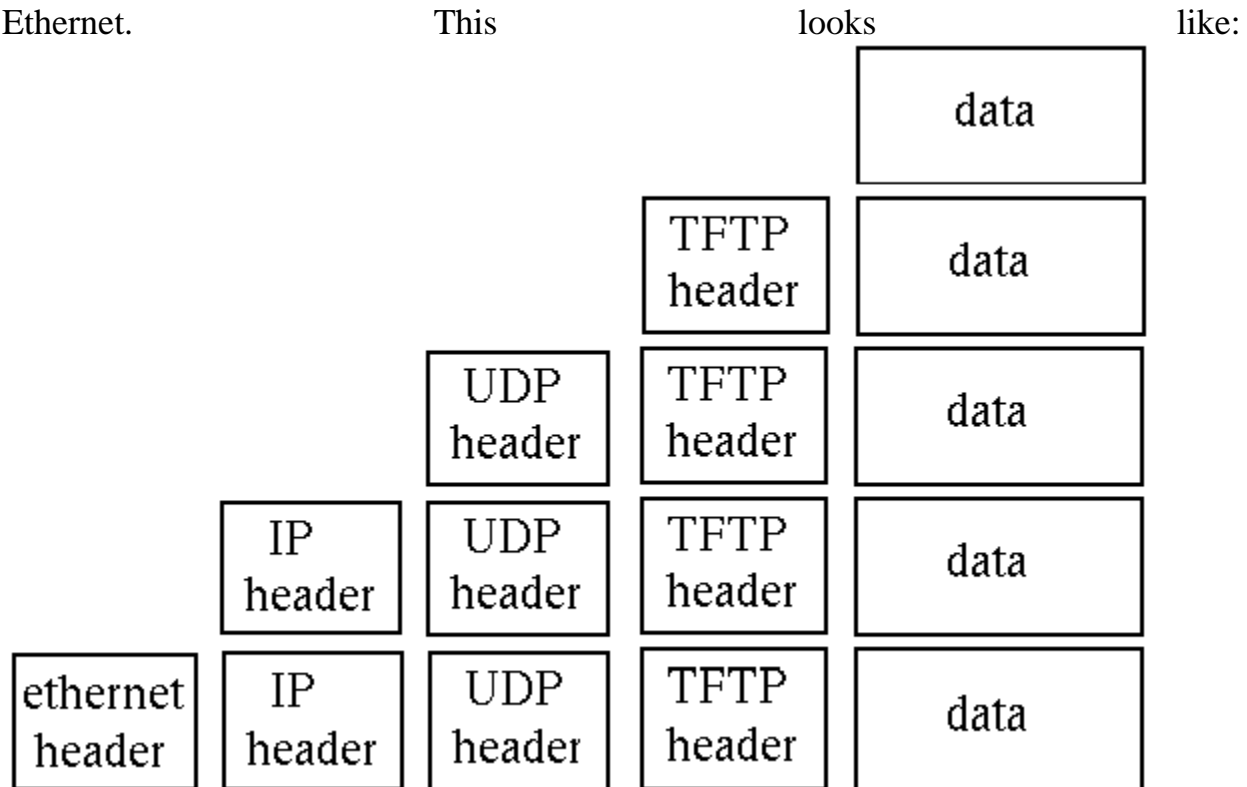 Ethernet. This looks like:
data
TFTP data
header
UDP TFTP data
header header
IP UDP TFTP data
header header header
ethernet IP UDP TFTP data
header header header header